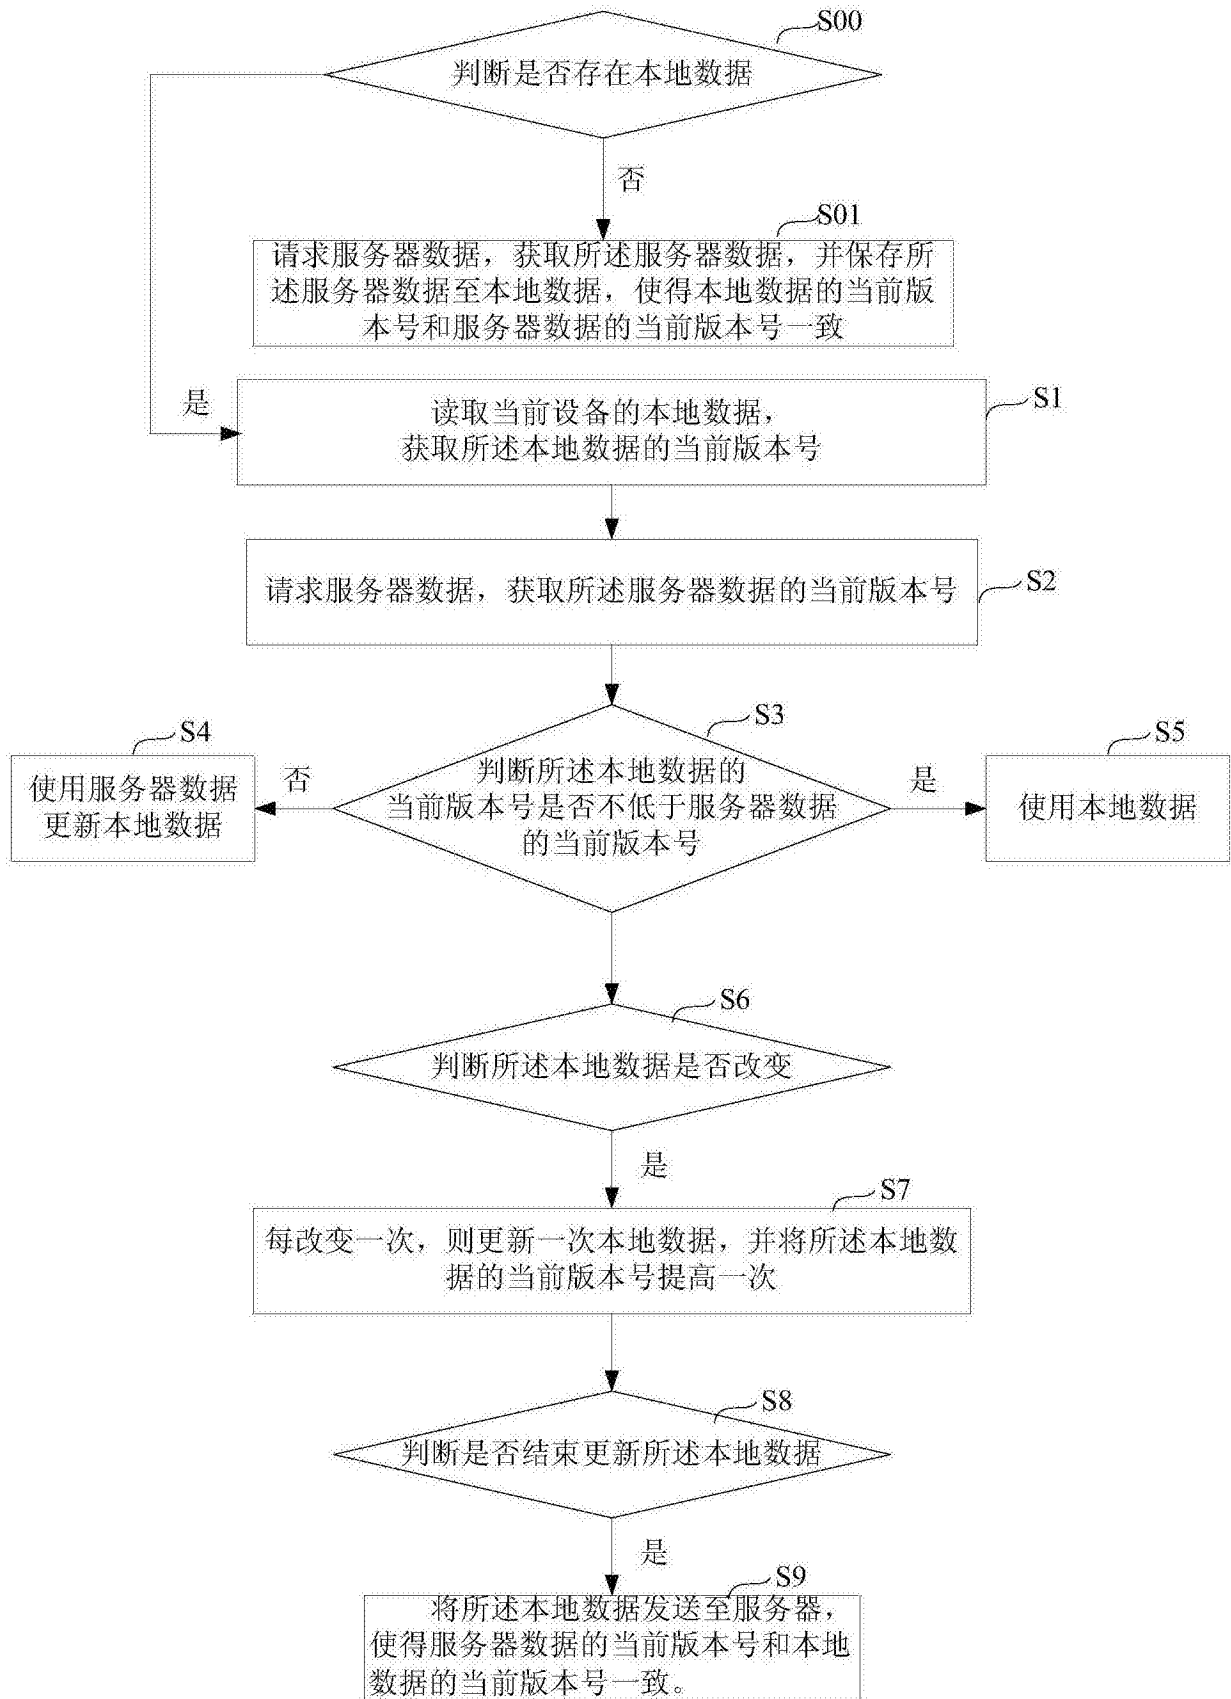 S00
判断是否存在本地数据
否
S01
请求服务器数据，获取所述服务器数据，并保存所
述服务器数据至本地数据，使得本地数据的当前版
本号和服务器数据的当前版本号一致
是
S1
读取当前设备的本地数据，
获取所述本地数据的当前版本号
S2
请求服务器数据，获取所述服务器数据的当前版本号
S3
判断所述本地数据的
当前版本号是否不低于服务器数据
的当前版本号
S4
否
使用服务器数据
更新本地数据
S5
是
使用本地数据
S6
判断所述本地数据是否改变
是
S7
每改变一次，则更新一次本地数据，并将所述本地数
据的当前版本号提高一次
S8
判断是否结束更新所述本地数据
是
S9
将所述本地数据发送至服务器，
使得服务器数据的当前版本号和本地
数据的当前版本号一致。